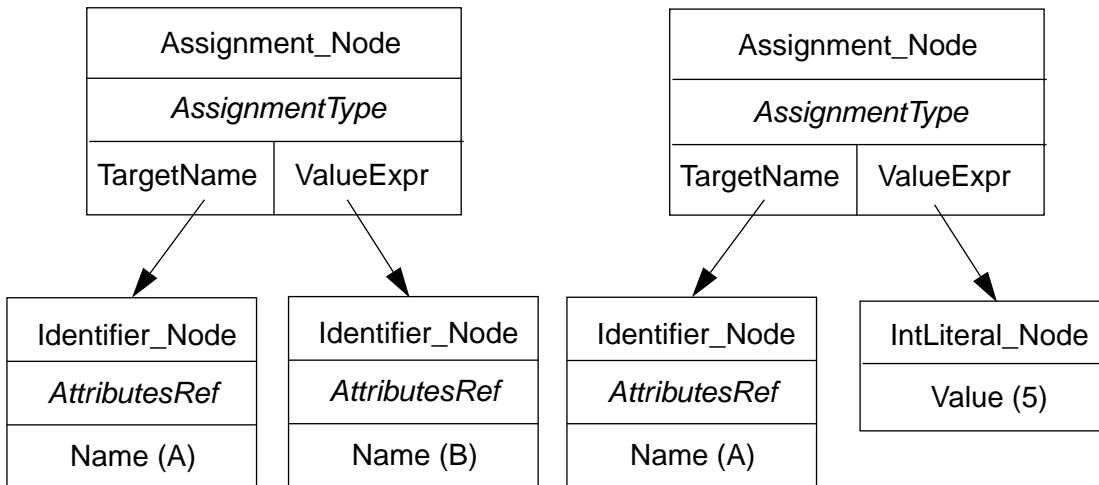 Assignment_Node
AssignmentType
TargetName ValueExpr
Identifier_Node
AttributesRef
Name (A)
Identifier_Node
AttributesRef
Name (B)
Assignment_Node
AssignmentType
TargetName ValueExpr
Identifier_Node
AttributesRef
Name (A)
IntLiteral_Node
Value (5)